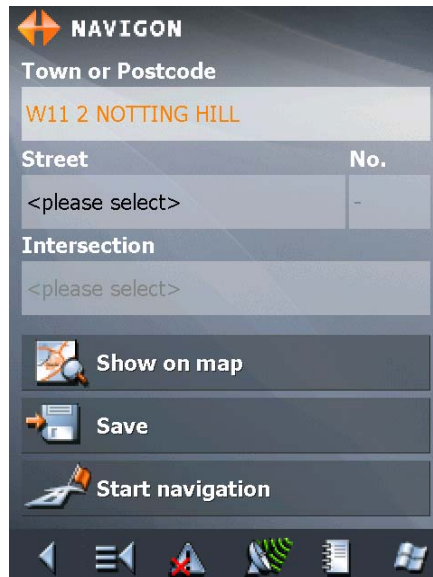 NAVIGON
Town or Postcode
W11 2 NOTTING HILL
Street No.
<please select> -
Intersection
<please select>
Show on map
Save
Start navigation